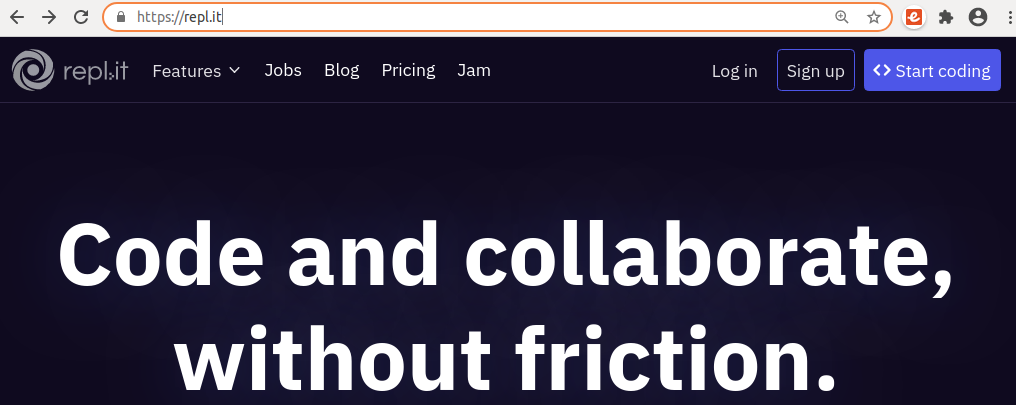 https://repl.it
repl.it Features Jobs Blog Pricing Jam Log in Sign up <> Start coding
Code and collaborate,
without friction.